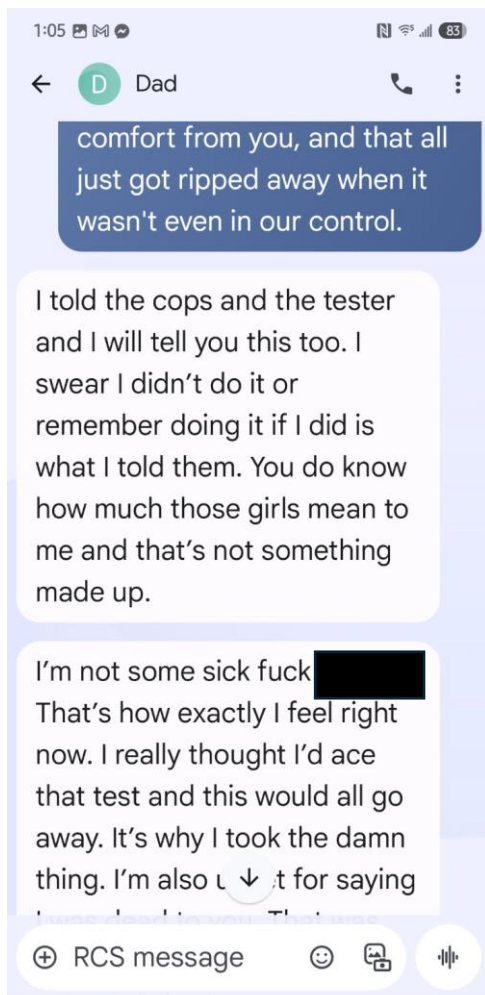 1:05
83
D Dad
comfort from you, and that all
just got ripped away when it
wasn't even in our control.
I told the cops and the tester
and I will tell you this too. I
swear I didn't do it or
remember doing it if I did is
what I told them. You do know
how much those girls mean to
me and that's not something
made up.
I'm not some sick fuck
That's how exactly I feel right
now. I really thought I'd ace
that test and this would all go
away. It's why I took the damn
thing. I'm also for saying
RCS message